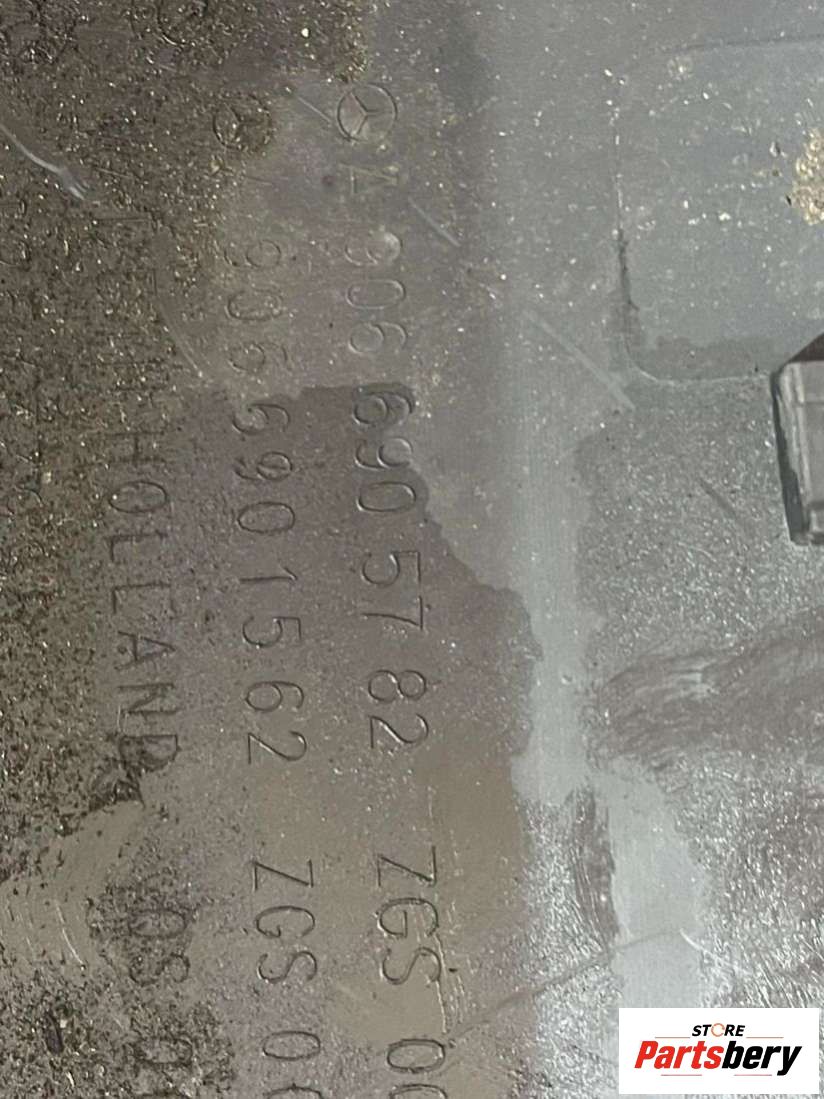 A 906 690 57 82 ZGS 00
906 690 15 62 ZGS 00
HOLLAND
STORE
Partsbery